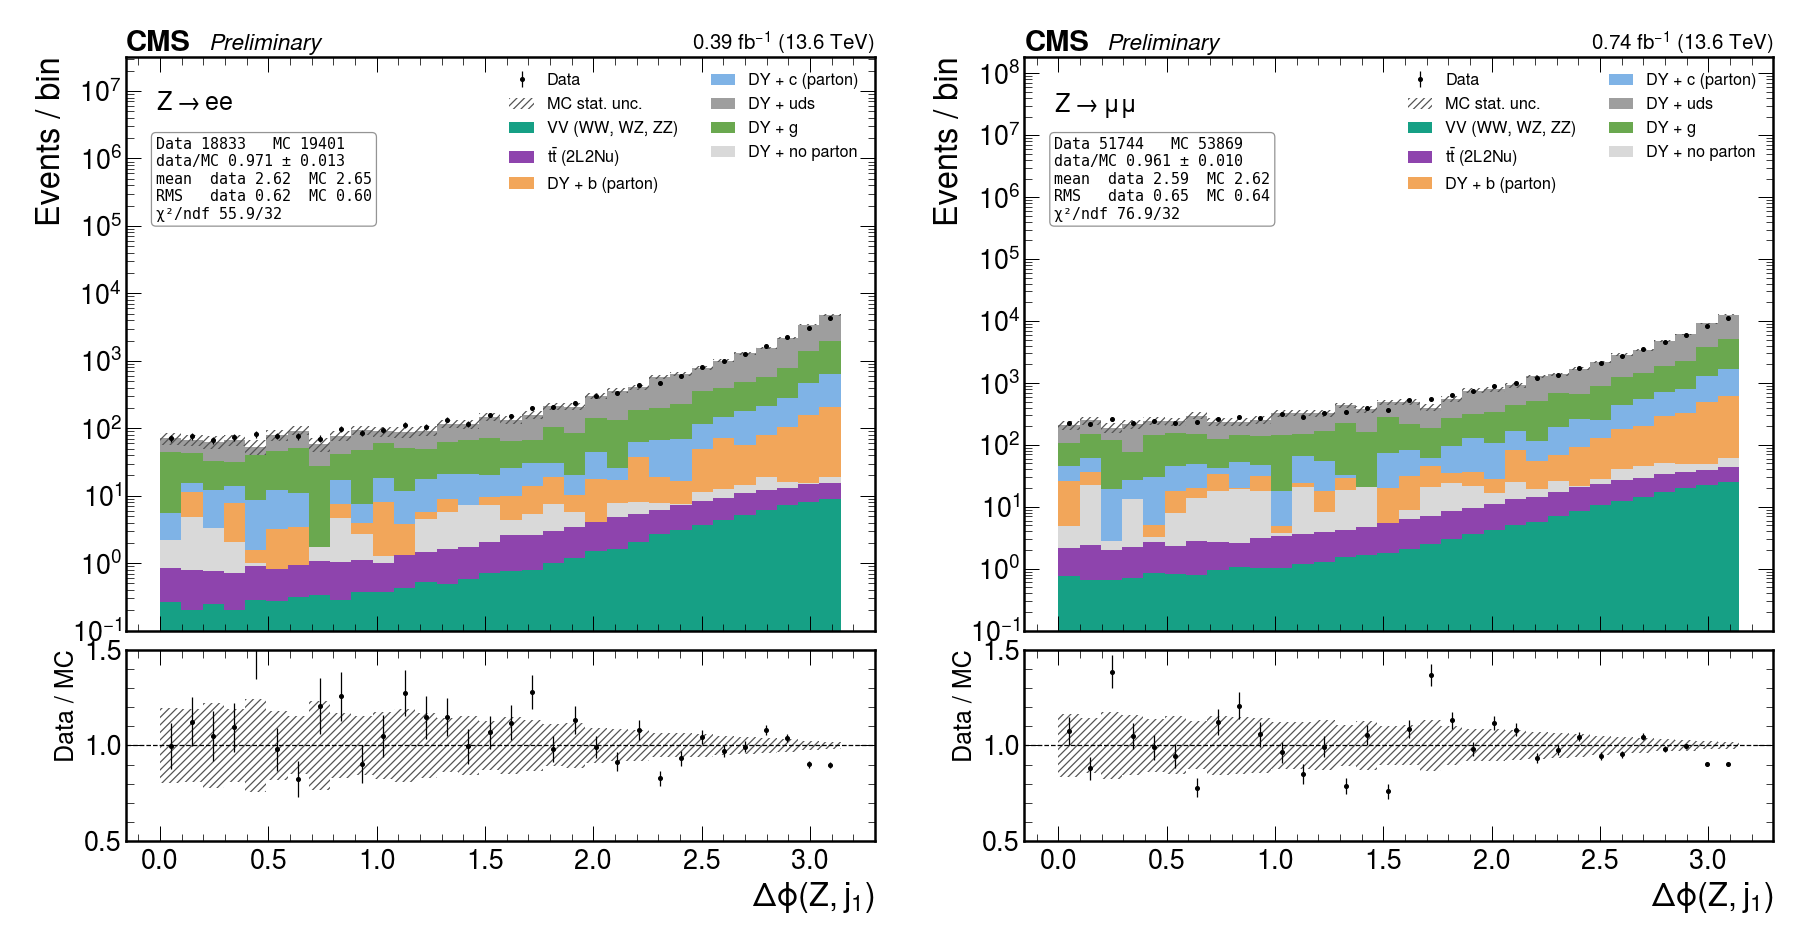 CMS Preliminary 0.39 fb⁻¹ (13.6 TeV)
Events / bin
10⁷
10⁶
10⁵
10⁴
10³
10²
10¹
10⁰
10⁻¹
Z→ee
Data 18833 MC 19401
data/MC 0.971 ± 0.013
mean data 2.62 MC 2.65
RMS data 0.62 MC 0.60
χ²/ndf 55.9/32
Data
MC stat. unc.
VV (WW, WZ, ZZ)
tt̄ (2L2Nu)
DY + b (parton)
DY + c (parton)
DY + uds
DY + g
DY + no parton
Data / MC
1.5
1.0
0.5
0.0 0.5 1.0 1.5 2.0 2.5 3.0
Δϕ(Z, j₁)
CMS Preliminary 0.74 fb⁻¹ (13.6 TeV)
Events / bin
10⁸
10⁷
10⁶
10⁵
10⁴
10³
10²
10¹
10⁰
10⁻¹
Z→μμ
Data 51744 MC 53869
data/MC 0.961 ± 0.010
mean data 2.59 MC 2.62
RMS data 0.65 MC 0.64
χ²/ndf 76.9/32
Data
MC stat. unc.
VV (WW, WZ, ZZ)
tt̄ (2L2Nu)
DY + b (parton)
DY + c (parton)
DY + uds
DY + g
DY + no parton
Data / MC
1.5
1.0
0.5
0.0 0.5 1.0 1.5 2.0 2.5 3.0
Δϕ(Z, j₁)